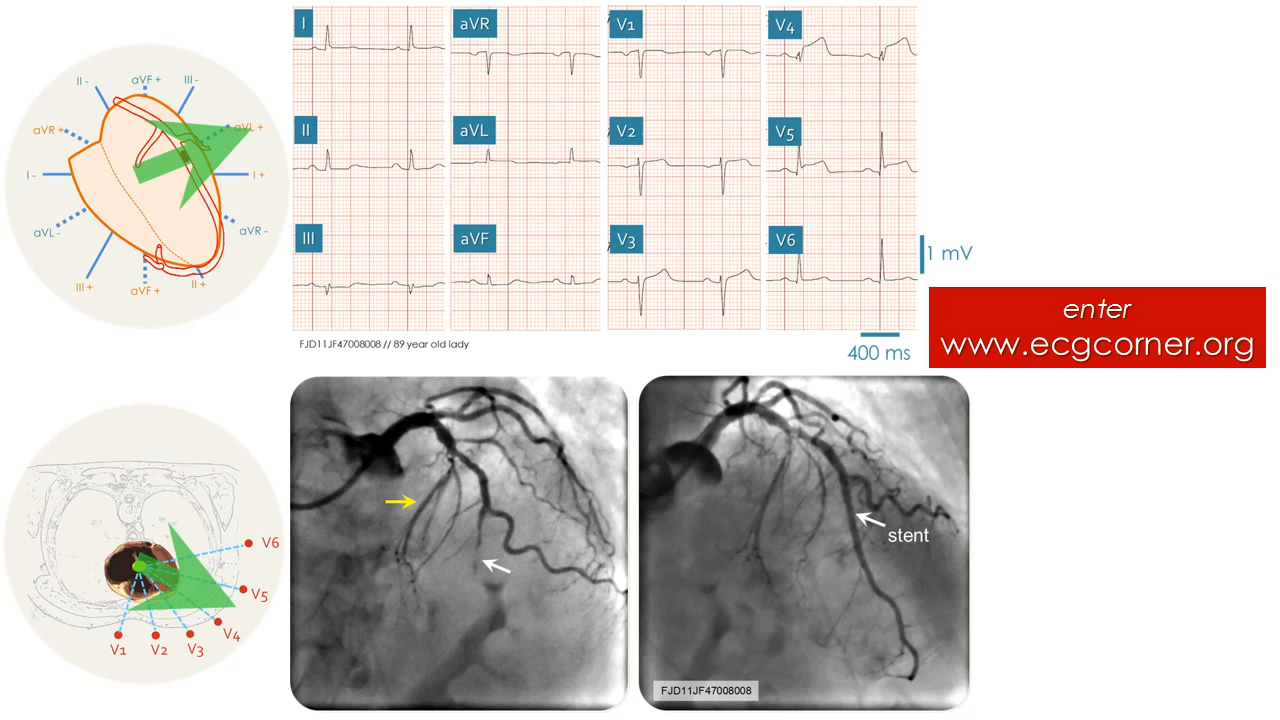 I
aVR
V1
V4
II
aVL
V2
V5
III
aVF
V3
V6
1 mV
400 ms
FJD11JF47008008 // 89 year old lady
enter
www.ecgcorner.org
II -
aVF +
III -
aVR +
aVL +
I -
I +
aVL -
aVR -
III +
aVF +
II +
V6
V5
V4
V3
V2
V1
stent
FJD11JF47008008